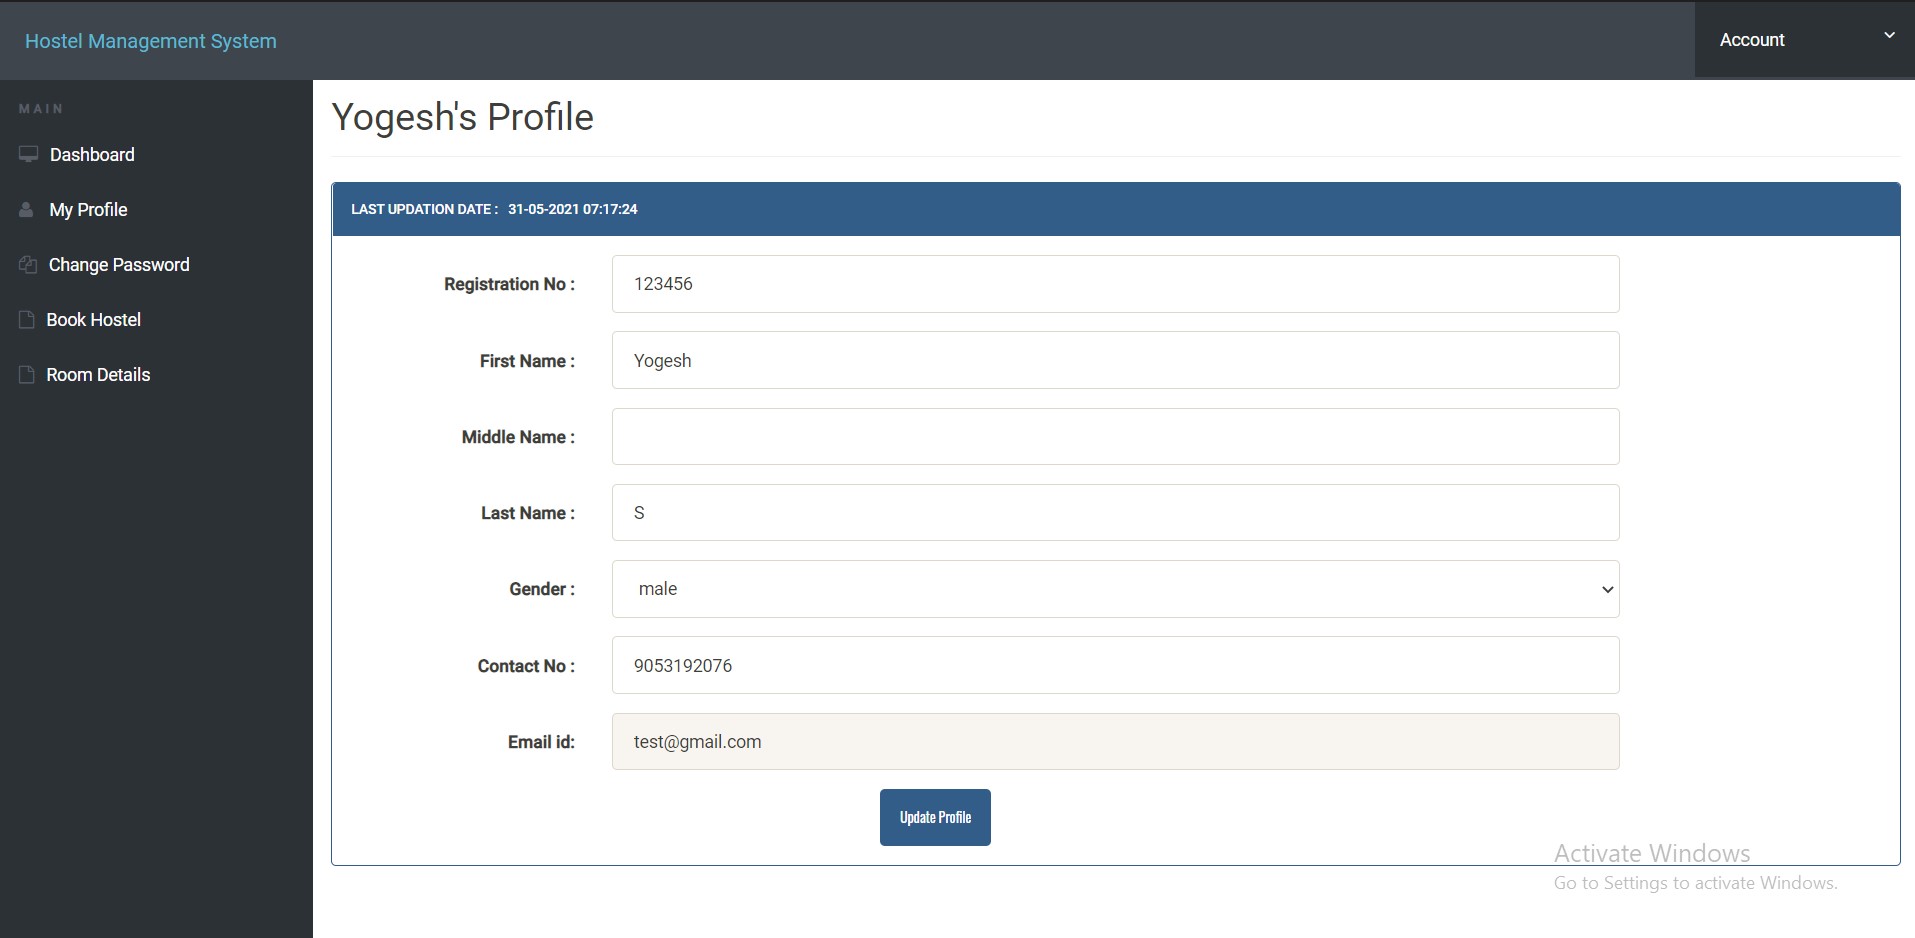 Hostel Management System
Account
MAIN
Dashboard
My Profile
Change Password
Book Hostel
Room Details
Yogesh's Profile
LAST UPDATION DATE : 31-05-2021 07:17:24
Registration No : 123456
First Name : Yogesh
Middle Name :
Last Name : S
Gender : male
Contact No : 9053192076
Email id: test@gmail.com
Update Profile
Activate Windows
Go to Settings to activate Windows.